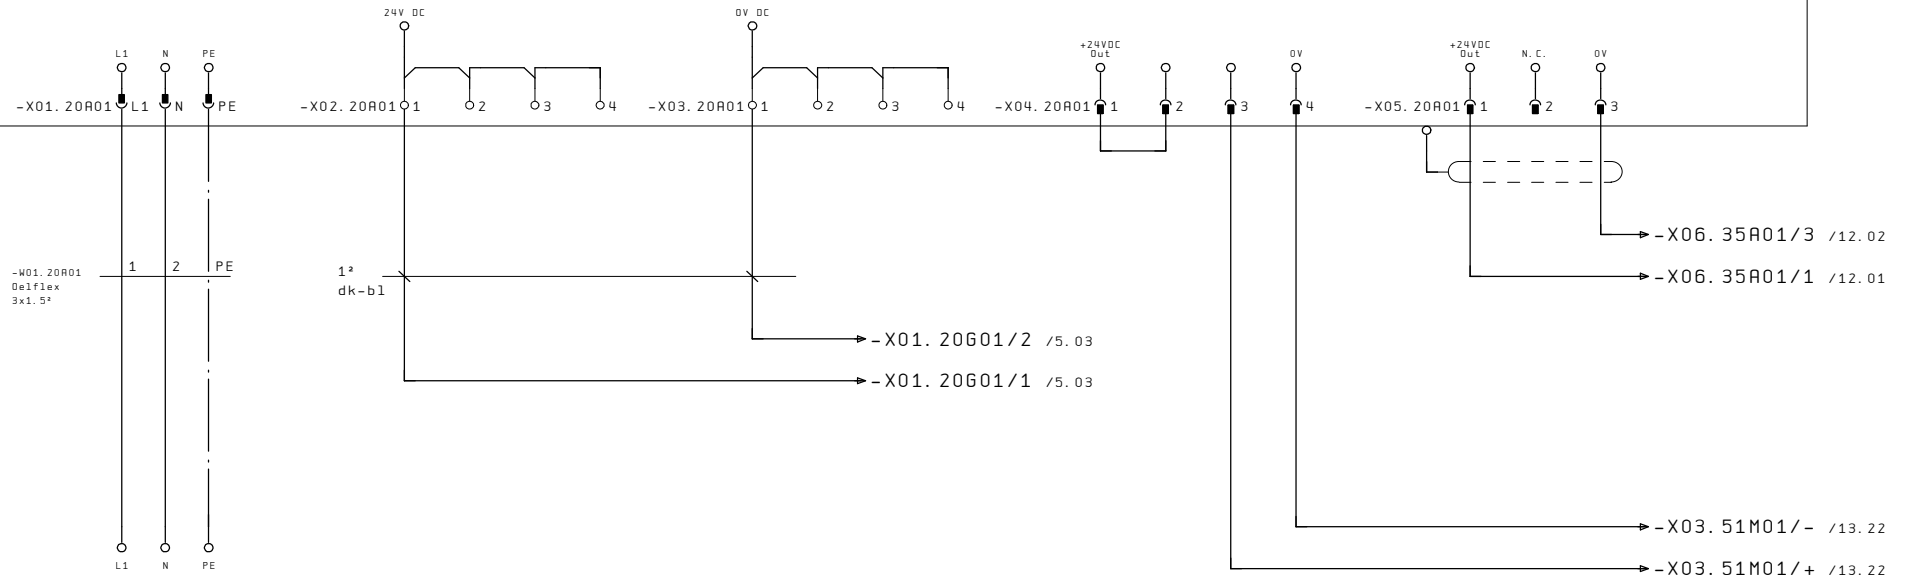 24V DC
0V DC
+24VDC
Out
0V
+24VDC
Out
N.C.
0V
L1 N PE
-X01.20A01 L1 N PE
-X02.20A01 1 2 3 4
-X03.20A01 1 2 3 4
-X04.20A01 1 2 3 4
-X05.20A01 1 2 3
-X06.35A01/3 /12.02
-X06.35A01/1 /12.01
1 2 PE
-W01.20A01
Oelflex
3x1.5²
1²
dk-bl
-X01.20G01/2 /5.03
-X01.20G01/1 /5.03
-X03.51M01/- /13.22
-X03.51M01/+ /13.22
L1 N PE